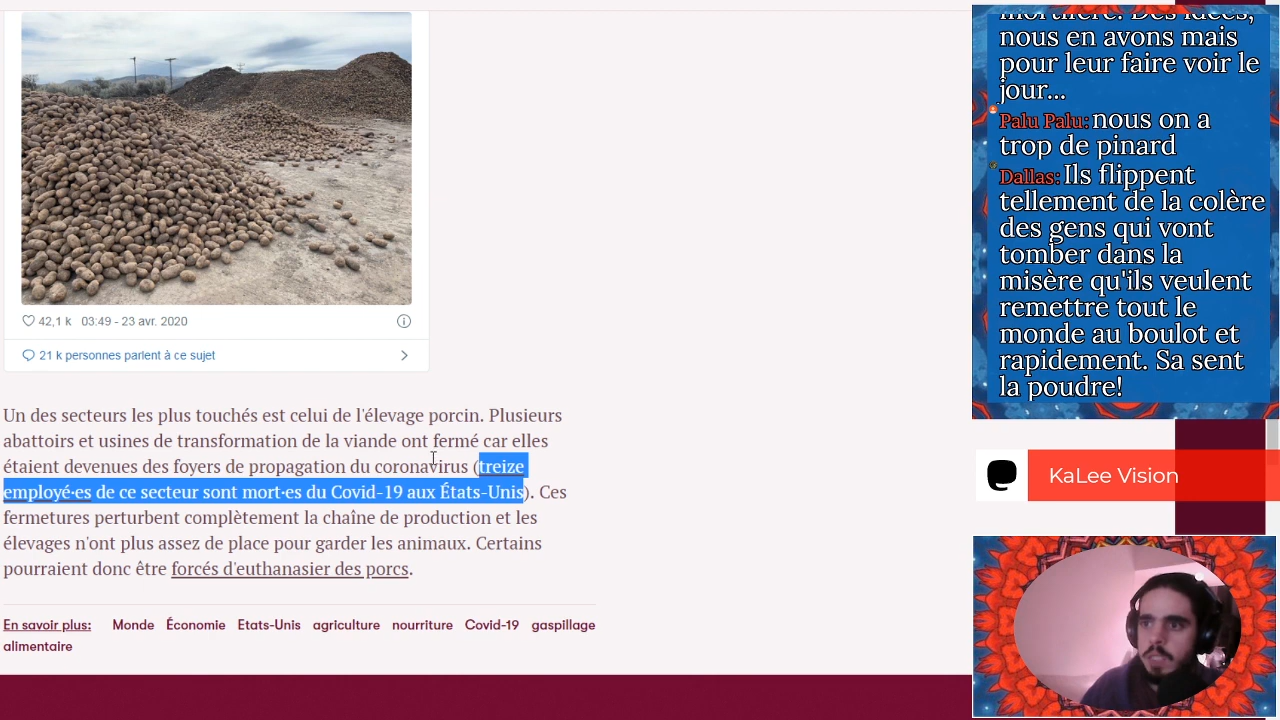 42,1 k 03:49 - 23 avr. 2020
21 k personnes parlent à ce sujet
Un des secteurs les plus touchés est celui de l'élevage porcin. Plusieurs
abattoirs et usines de transformation de la viande ont fermé car elles
étaient devenues des foyers de propagation du coronavirus (treize
employé·es de ce secteur sont mort·es du Covid-19 aux États-Unis). Ces
fermetures perturbent complètement la chaîne de production et les
élevages n'ont plus assez de place pour garder les animaux. Certains
pourraient donc être forcés d'euthanasier des porcs.
En savoir plus: Monde Économie Etats-Unis agriculture nourriture Covid-19 gaspillage
alimentaire
mortifère. Des idées,
nous en avons mais
pour leur faire voir le
jour...
Palu Palu: nous on a
trop de pinard
Dallas: Ils flippent
tellement de la colère
des gens qui vont
tomber dans la
misère qu'ils veulent
remettre tout le
monde au boulot et
rapidement. Sa sent
la poudre!
KaLee Vision